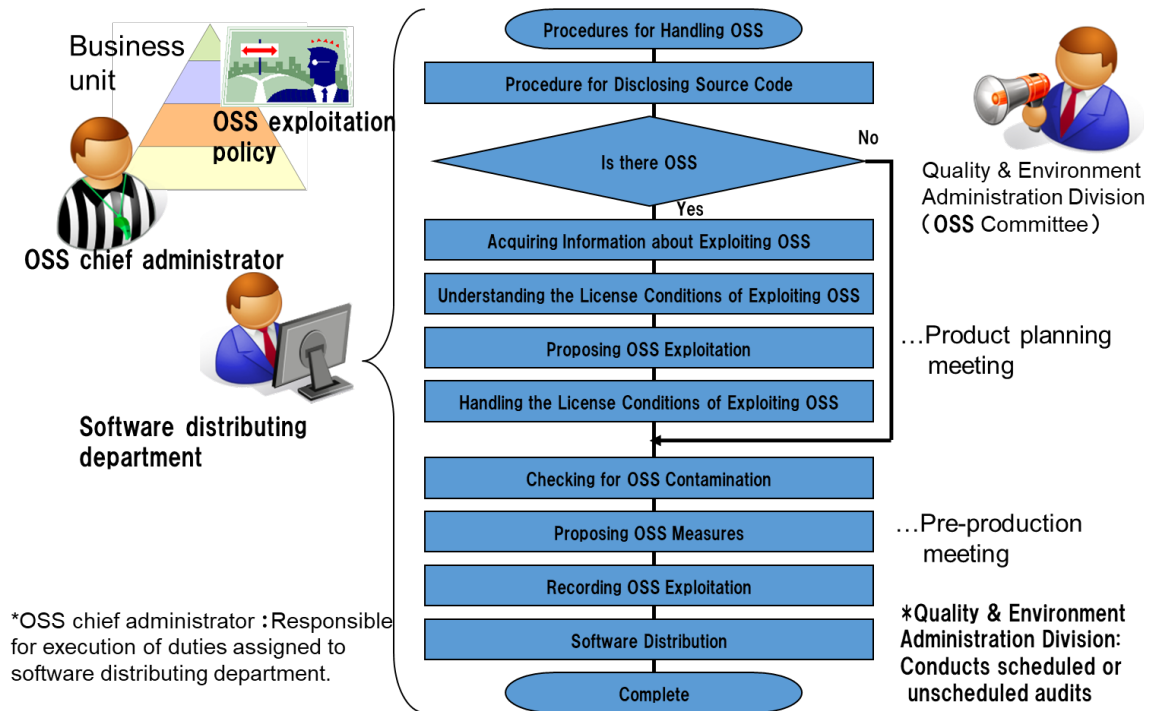 Business
unit
OSS exploitation
policy
OSS chief administrator
Software distributing
department
*OSS chief administrator : Responsible
for execution of duties assigned to
software distributing department.
Procedures for Handling OSS
Procedure for Disclosing Source Code
Is there OSS
No
Yes
Acquiring Information about Exploiting OSS
Understanding the License Conditions of Exploiting OSS
Proposing OSS Exploitation
Handling the License Conditions of Exploiting OSS
Checking for OSS Contamination
Proposing OSS Measures
Recording OSS Exploitation
Software Distribution
Complete
Quality & Environment
Administration Division
(OSS Committee)
…Product planning
meeting
…Pre-production
meeting
*Quality & Environment
Administration Division:
Conducts scheduled or
unscheduled audits